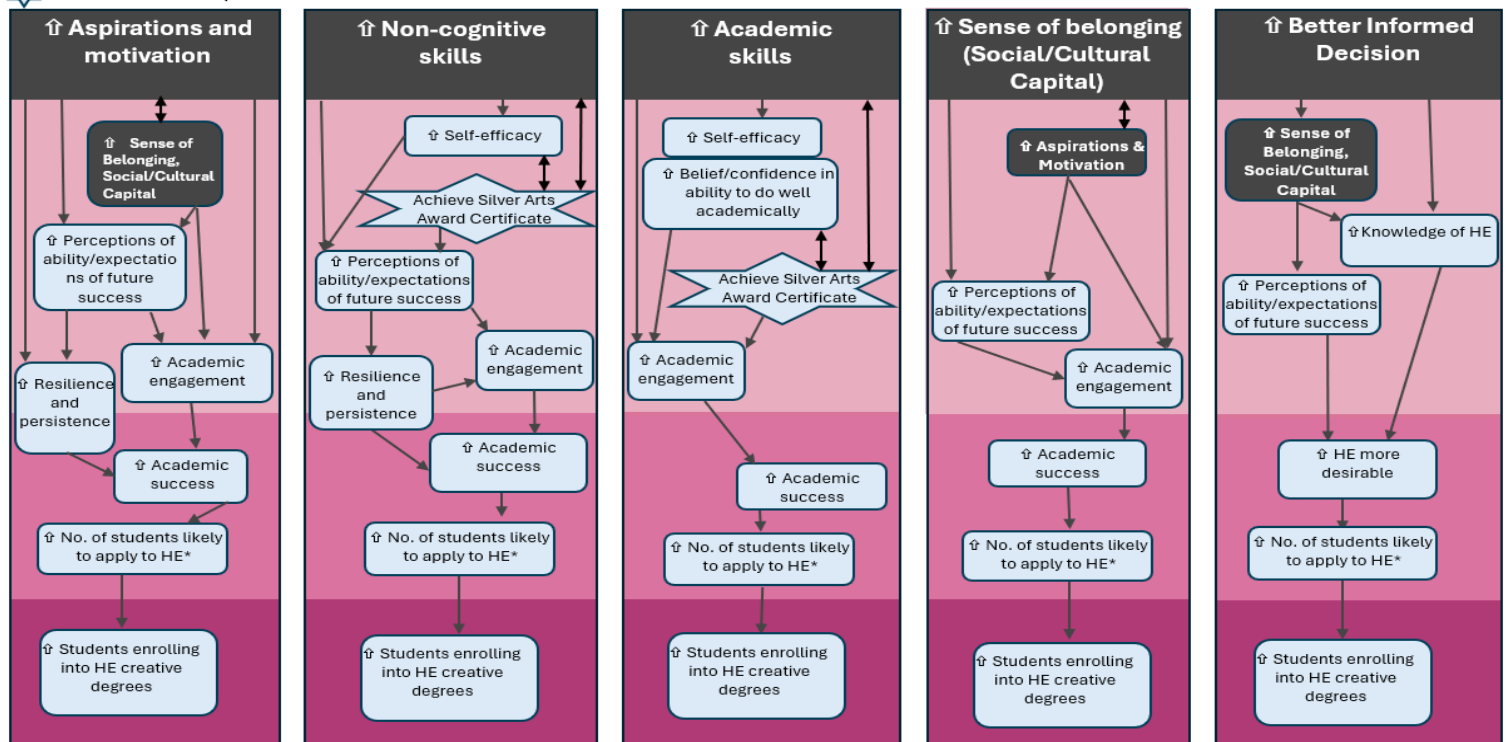 ⇧ Aspirations and
motivation
⇧ Sense of
Belonging,
Social/Cultural
Capital
⇧ Perceptions of
ability/expectatio
ns of future
success
⇧ Academic
engagement
⇧ Resilience
and
persistence
⇧ Academic
success
⇧ No. of students likely
to apply to HE*
⇧ Students enrolling
into HE creative
degrees
⇧ Non-cognitive
skills
⇧ Self-efficacy
Achieve Silver Arts
Award Certificate
⇧ Perceptions of
ability/expectations
of future success
⇧ Academic
engagement
⇧ Resilience
and
persistence
⇧ Academic
success
⇧ No. of students likely
to apply to HE*
⇧ Students enrolling
into HE creative
degrees
⇧ Academic
skills
⇧ Self-efficacy
⇧ Belief/confidence in
ability to do well
academically
Achieve Silver Arts
Award Certificate
⇧ Academic
engagement
⇧ Academic
success
⇧ No. of students likely
to apply to HE*
⇧ Students enrolling
into HE creative
degrees
⇧ Sense of belonging
(Social/Cultural
Capital)
⇧ Aspirations &
Motivation
⇧ Perceptions of
ability/expectations
of future success
⇧ Academic
engagement
⇧ Academic
success
⇧ No. of students likely
to apply to HE*
⇧ Students enrolling
into HE creative
degrees
⇧ Better Informed
Decision
⇧ Sense of
Belonging,
Social/Cultural
Capital
⇧Knowledge of HE
⇧ Perceptions of
ability/expectations
of future success
⇧ HE more
desirable
⇧ No. of students likely
to apply to HE*
⇧ Students enrolling
into HE creative
degrees